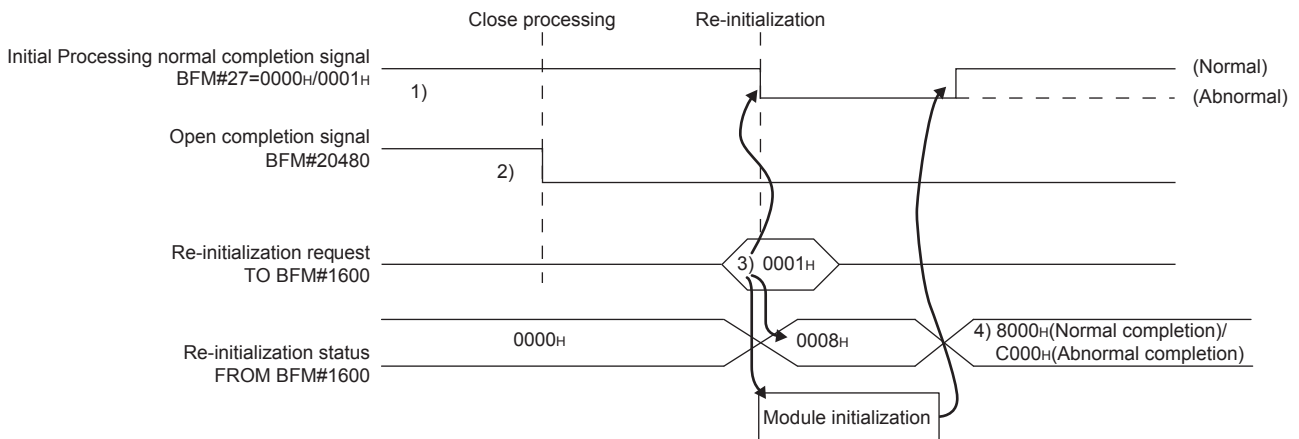 Close processing
Re-initialization
Initial Processing normal completion signal
BFM#27=0000H/0001H
1)
(Normal)
(Abnormal)
Open completion signal
BFM#20480
2)
Re-initialization request
TO BFM#1600
3) 0001H
Re-initialization status
FROM BFM#1600
0000H
0008H
4) 8000H(Normal completion)/
C000H(Abnormal completion)
Module initialization